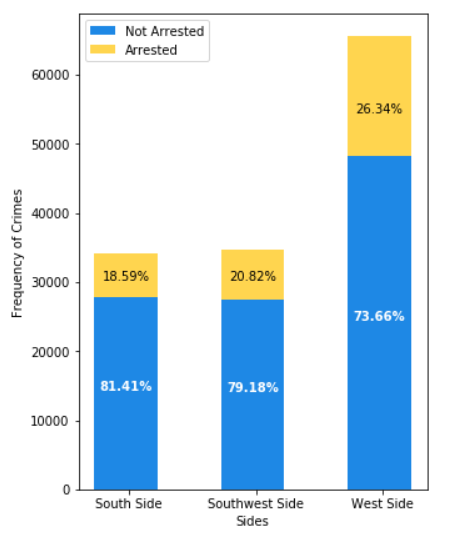 Not Arrested
Arrested
60000
50000
40000
30000
20000
10000
0
Frequency of Crimes
26.34%
18.59%
20.82%
73.66%
81.41%
79.18%
South Side
Southwest Side
West Side
Sides